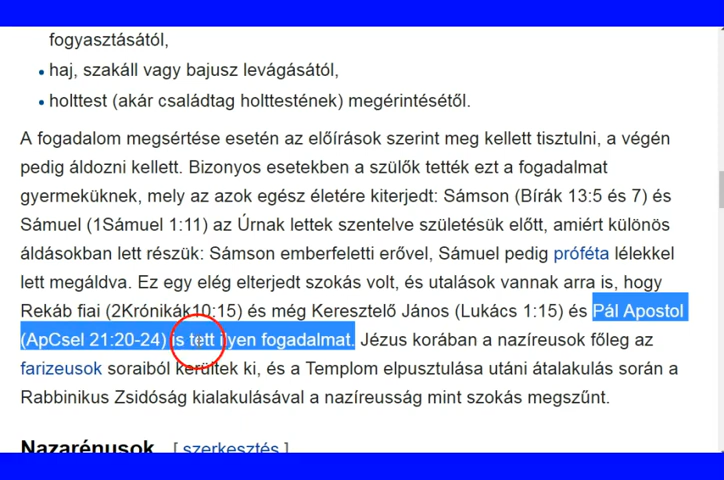 fogyasztásától,
haj, szakáll vagy bajusz levágásától,
holttest (akár családtag holttestének) megérintésétől.
A fogadalom megsértése esetén az előírások szerint meg kellett tisztulni, a végén
pedig áldozni kellett. Bizonyos esetekben a szülők tették ezt a fogadalmat
gyermeküknek, mely az azok egész életére kiterjedt: Sámson (Bírák 13:5 és 7) és
Sámuel (1Sámuel 1:11) az Úrnak lettek szentelve születésük előtt, amiért különös
áldásokban lett részük: Sámson emberfeletti erővel, Sámuel pedig próféta lélekkel
lett megáldva. Ez egy elég elterjedt szokás volt, és utalások vannak arra is, hogy
Rekáb fiai (2Krónikák10:15) és még Keresztelő János (Lukács 1:15) és Pál Apostol
(ApCsel 21:20-24) is tett ilyen fogadalmat. Jézus korában a nazíreusok főleg az
farizeusok soraiból kerültek ki, és a Templom elpusztulása utáni átalakulás során a
Rabbinikus Zsidóság kialakulásával a nazíreusság mint szokás megszűnt.
Nazarénusok [ szerkesztés ]